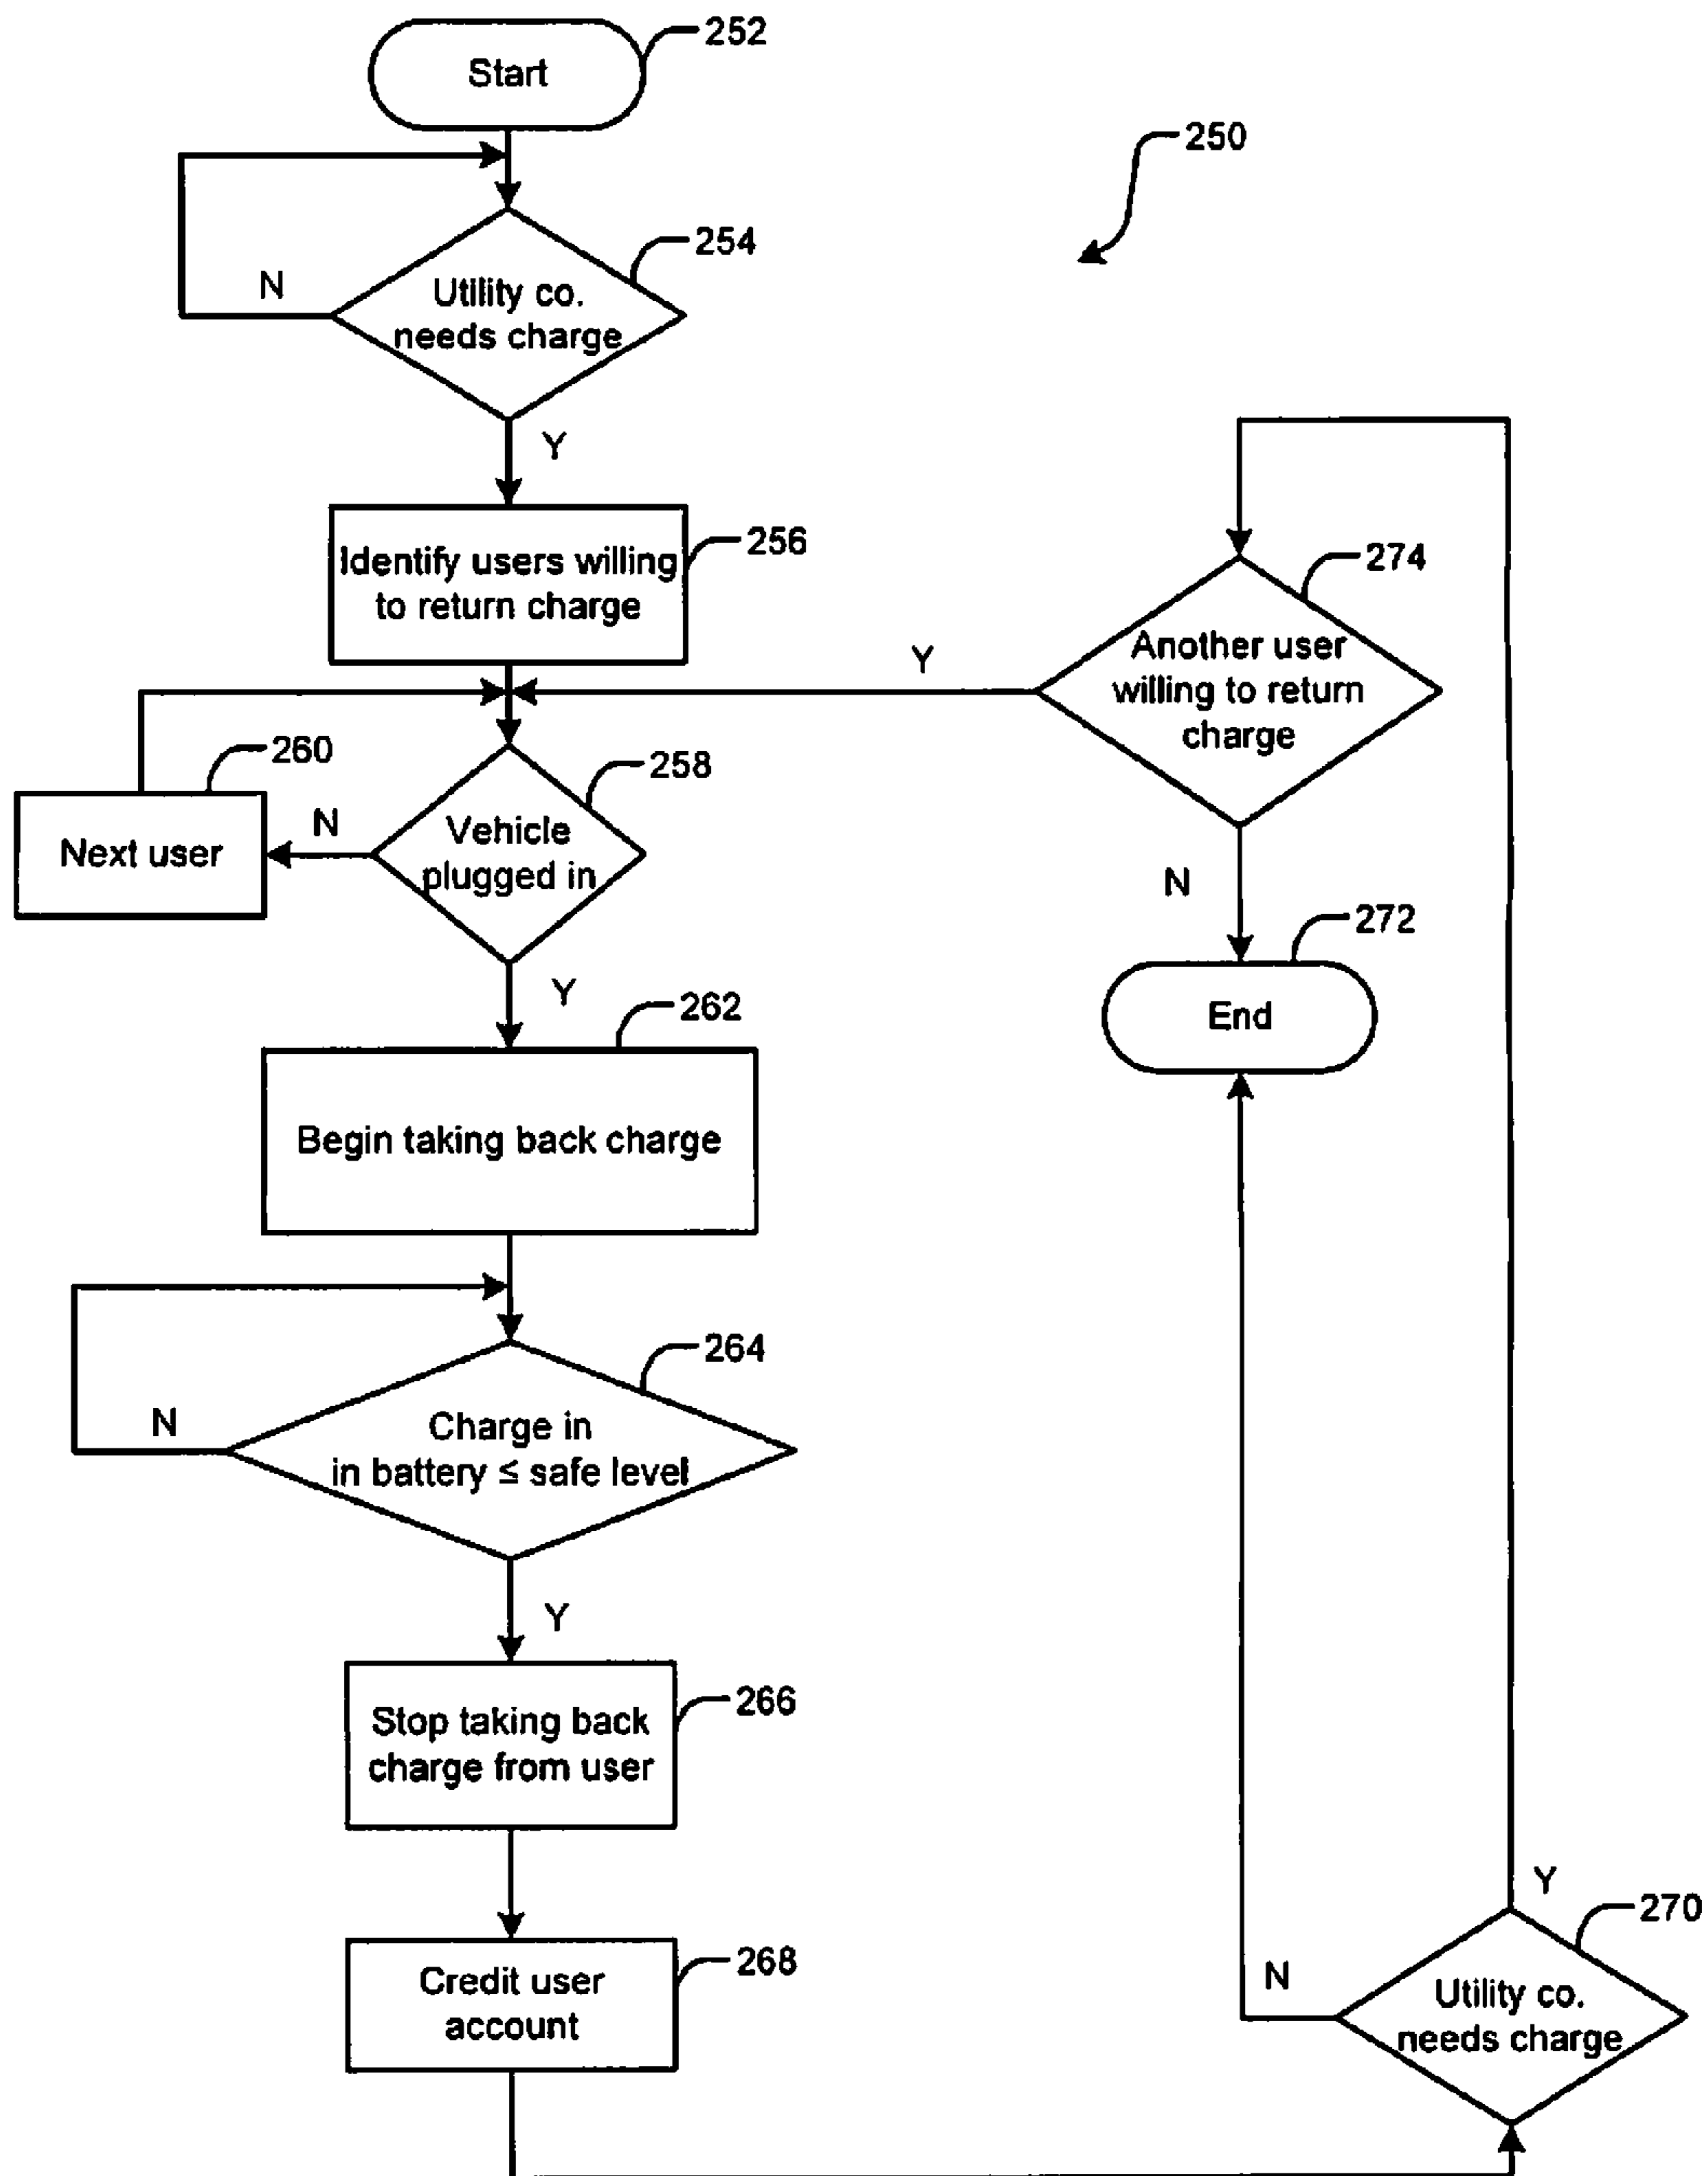 Start
252
250
254
Utility co.
needs charge
N
Y
Identify users willing
to return charge
256
274
Another user
willing to return
charge
Y
N
260
Next user
258
Vehicle
plugged in
N
Y
272
End
262
Begin taking back charge
264
Charge in
in battery ≤ safe level
N
Y
Stop taking back
charge from user
266
Credit user
account
268
Y
270
N
Utility co.
needs charge